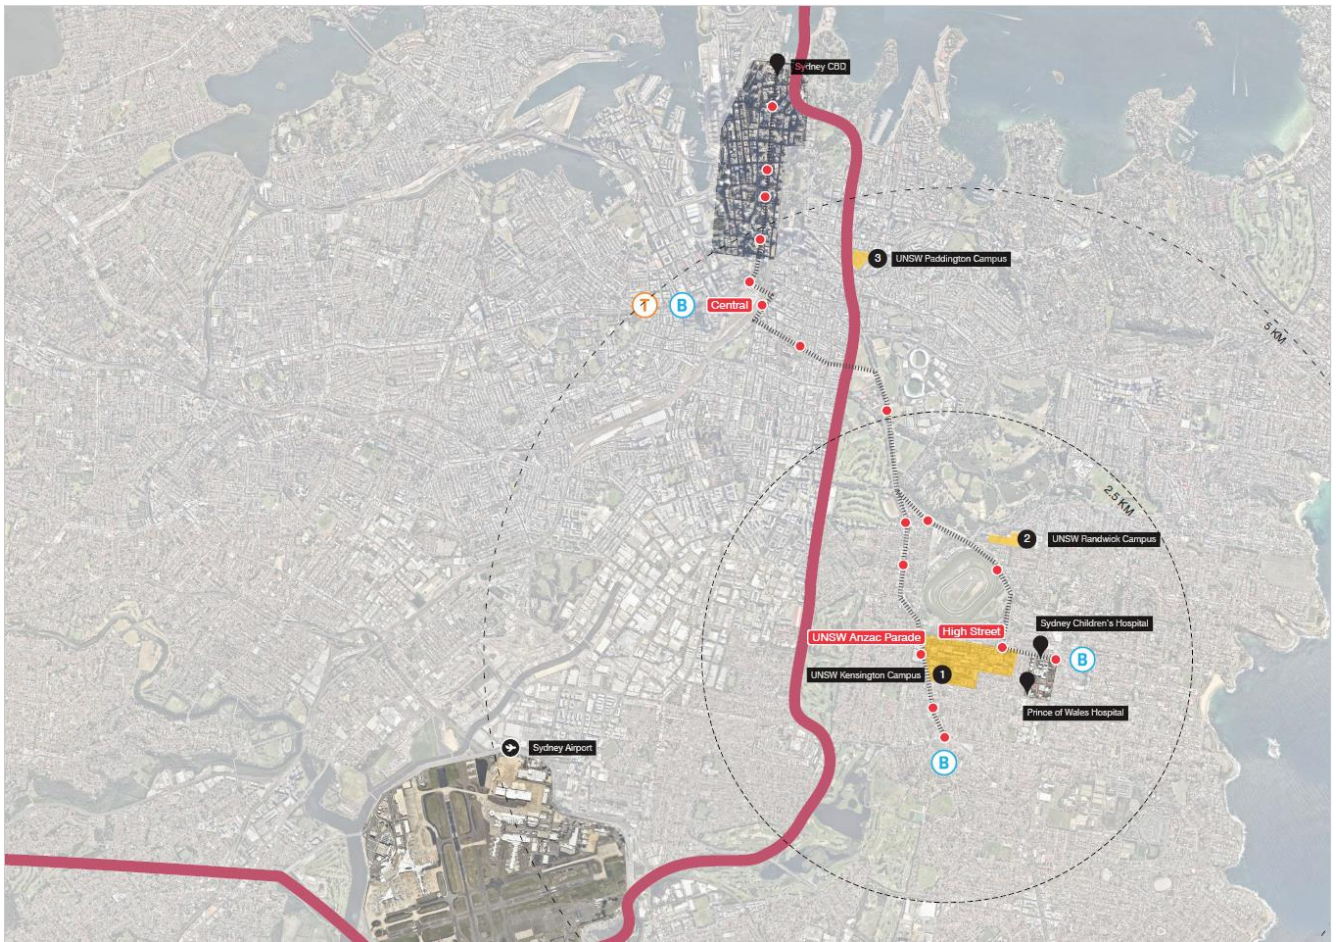 Sydney CBD
3 UNSW Paddington Campus
T B Central
5 KM
2.5 KM
2 UNSW Randwick Campus
Sydney Children's Hospital
UNSW Anzac Parade
High Street
B
UNSW Kensington Campus 1
Prince of Wales Hospital
Sydney Airport
B